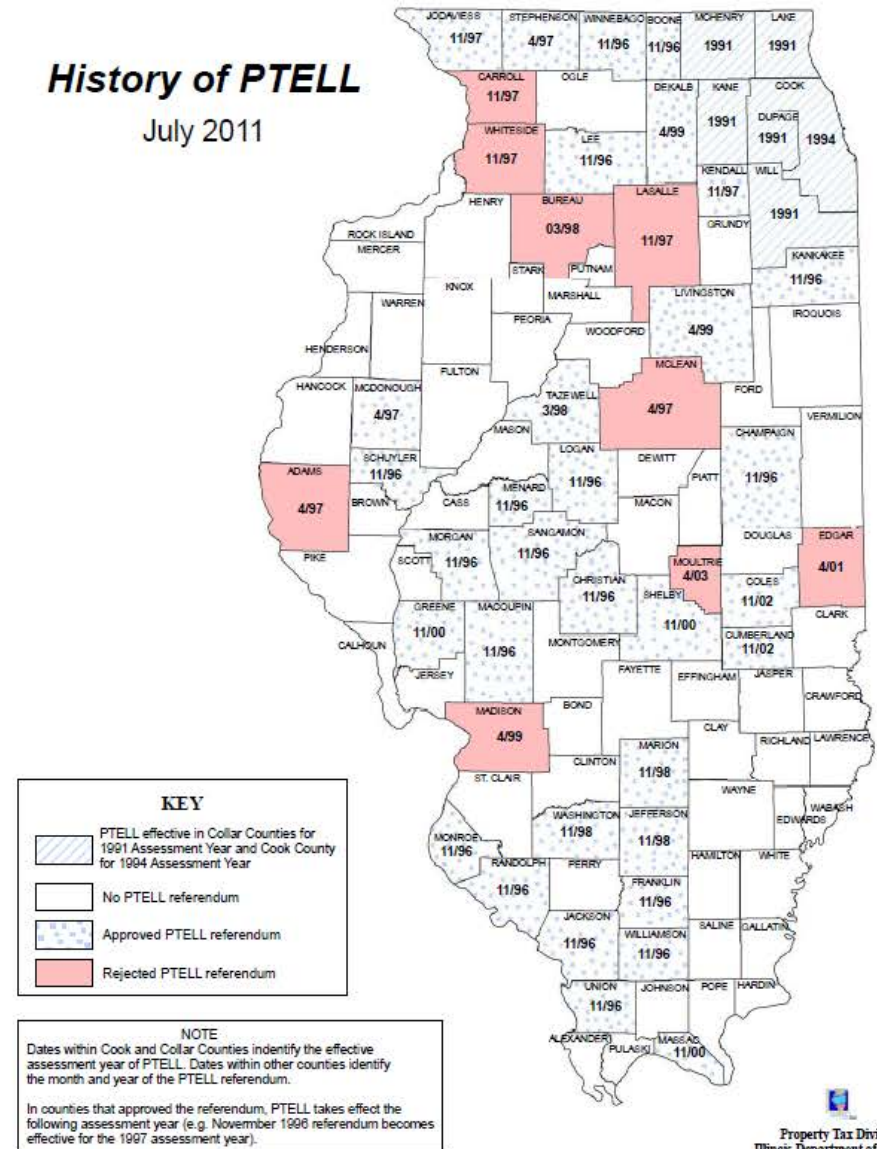 History of PTELL
July 2011
JODAVIESS
11/97
STEPHENSON
4/97
WINNEBAGO
11/96
BOONE
11/96
MCHENRY
1991
LAKE
1991
CARROLL
11/97
OGLE
DEKALB
4/99
KANE
1991
COOK
1994
DUPAGE
1991
WHITESIDE
11/97
LEE
11/96
KENDALL
11/97
WILL
1991
HENRY
BUREAU
03/98
LASALLE
11/97
GRUNDY
KANKAKEE
11/96
ROCK ISLAND
MERCER
STARK
PUTNAM
KNOX
MARSHALL
LIVINGSTON
4/99
WARREN
PEORIA
IROQUOIS
WOODFORD
HENDERSON
FULTON
MCLEAN
4/97
HANCOCK
MCDONOUGH
4/97
TAZEWELL
3/98
FORD
VERMILION
MASON
CHAMPAIGN
11/96
SCHUYLER
11/96
LOGAN
11/96
DEWITT
ADAMS
4/97
PIATT
MENARD
11/96
BROWN
CASS
MACON
MORGAN
11/96
SANGAMON
11/96
DOUGLAS
EDGAR
4/01
PIKE
SCOTT
MOULTRIE
4/03
CHRISTIAN
11/96
COLES
11/02
SHELBY
11/00
GREENE
11/00
MACOUPIN
11/96
CLARK
CUMBERLAND
11/02
CALHOUN
MONTGOMERY
JERSEY
FAYETTE
EFFINGHAM
JASPER
CRAWFORD
MADISON
4/99
BOND
CLAY
RICHLAND
LAWRENCE
MARION
11/98
CLINTON
ST. CLAIR
WAYNE
WABASH
EDWARDS
WASHINGTON
11/98
JEFFERSON
11/98
MONROE
11/96
RANDOLPH
11/96
PERRY
HAMILTON
WHITE
FRANKLIN
11/96
JACKSON
11/96
WILLIAMSON
11/96
SALINE
GALLATIN
UNION
11/96
JOHNSON
POPE
HARDIN
ALEXANDER
PULASKI
MASSAC
11/00
KEY
PTELL effective in Collar Counties for
1991 Assessment Year and Cook County
for 1994 Assessment Year
No PTELL referendum
Approved PTELL referendum
Rejected PTELL referendum
NOTE
Dates within Cook and Collar Counties indentify the effective
assessment year of PTELL. Dates within other counties identify
the month and year of the PTELL referendum.
In counties that approved the referendum, PTELL takes effect the
following assessment year (e.g. Novermber 1996 referendum becomes
effective for the 1997 assessment year).
Property Tax Divi
Illinois Department of